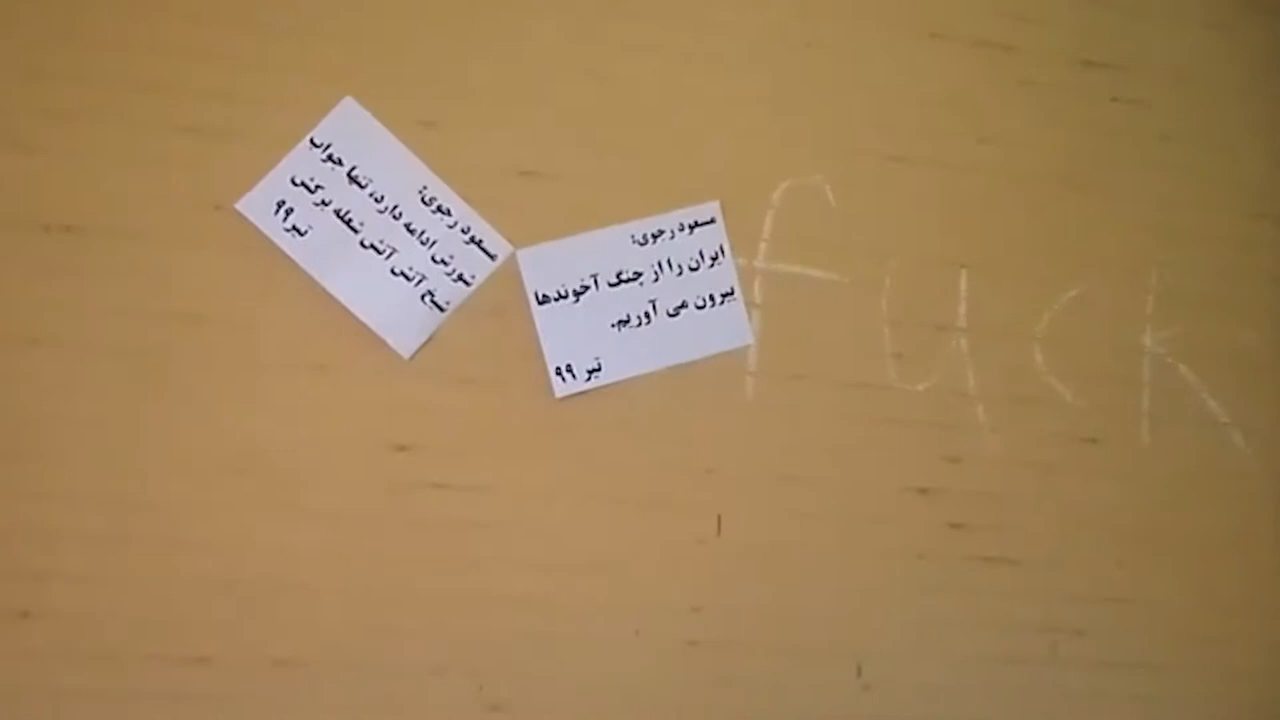 مسعود رجوی:
شورش ادامه دارد، تنها جواب
شیخ آتش آتش شعله برکش
تیر ۹۹
مسعود رجوی:
ایران را از چنگ آخوندها
بیرون می آوریم.
تیر ۹۹
fuck